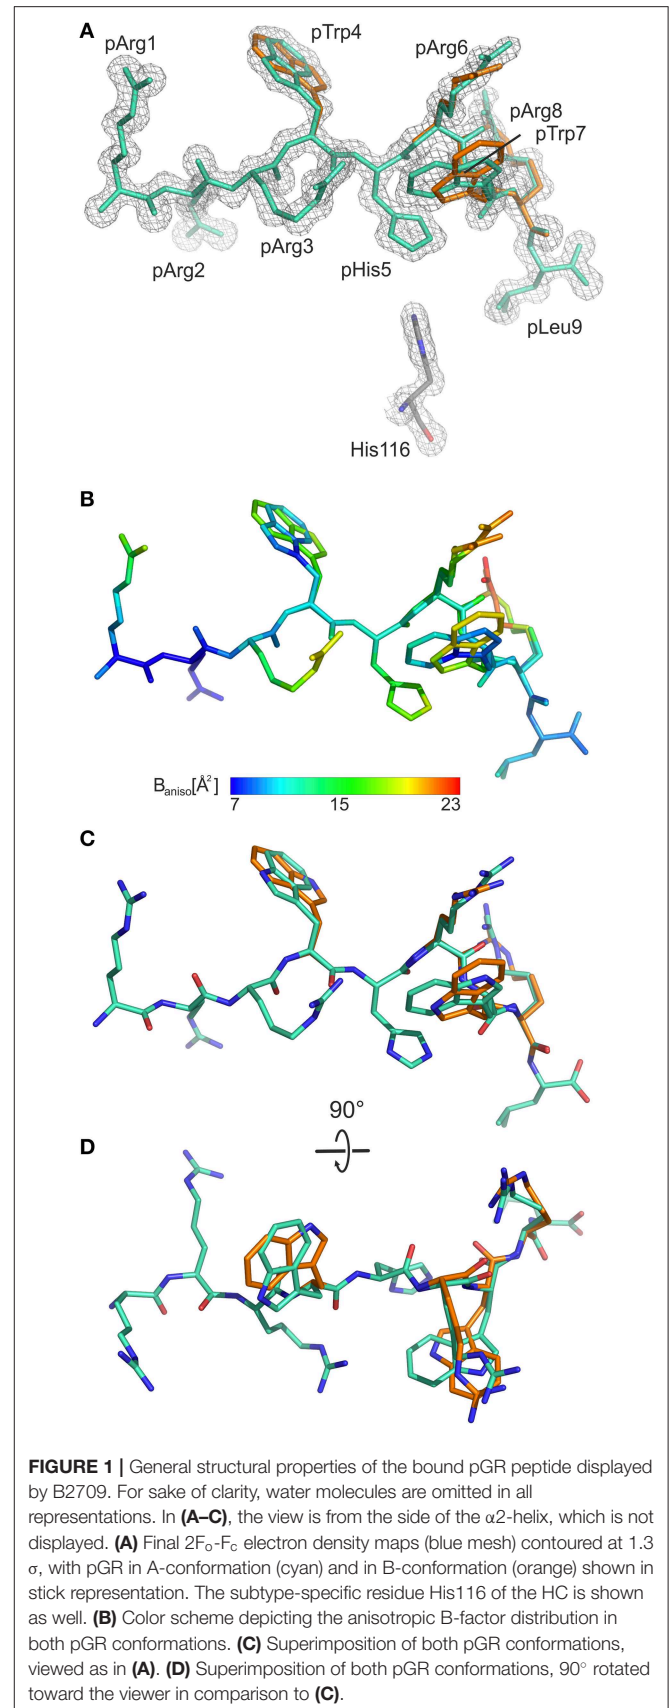 A
pArg1
pTrp4
pArg6
pArg8
pTrp7
pArg2
pArg3
pHis5
pLeu9
His116
B
Baniso[Å²]
7 15 23
C
90°
D
FIGURE 1 | General structural properties of the bound pGR peptide displayed
by B2709. For sake of clarity, water molecules are omitted in all
representations. In (A–C), the view is from the side of the α2-helix, which is not
displayed. (A) Final 2Fo-Fc electron density maps (blue mesh) contoured at 1.3
σ, with pGR in A-conformation (cyan) and in B-conformation (orange) shown in
stick representation. The subtype-specific residue His116 of the HC is shown
as well. (B) Color scheme depicting the anisotropic B-factor distribution in
both pGR conformations. (C) Superimposition of both pGR conformations,
viewed as in (A). (D) Superimposition of both pGR conformations, 90° rotated
toward the viewer in comparison to (C).